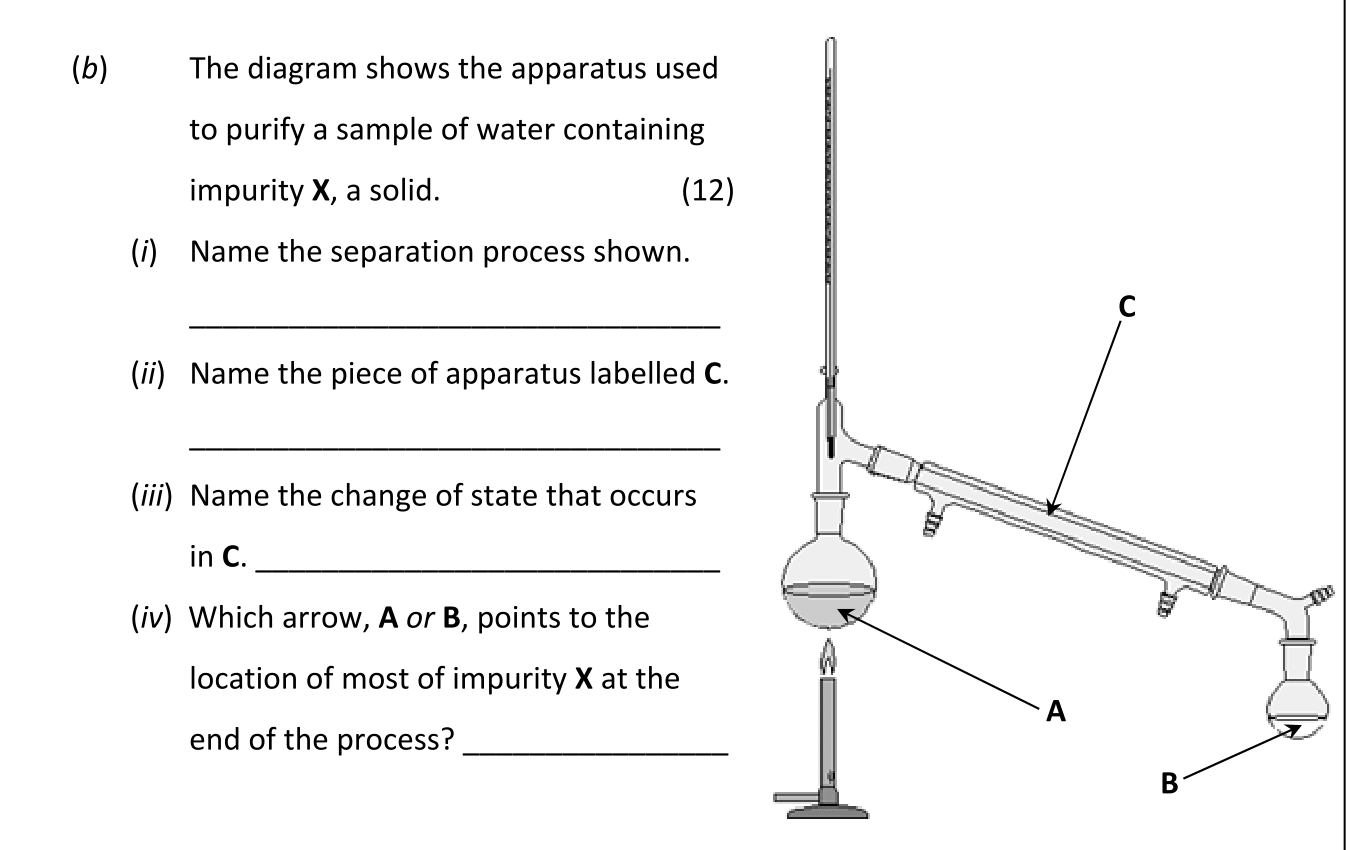 (b) The diagram shows the apparatus used
to purify a sample of water containing
impurity X, a solid. (12)
(i) Name the separation process shown.
________________________________
(ii) Name the piece of apparatus labelled C.
________________________________
(iii) Name the change of state that occurs
in C. ____________________________
(iv) Which arrow, A or B, points to the
location of most of impurity X at the
end of the process? ________________
C
A
B